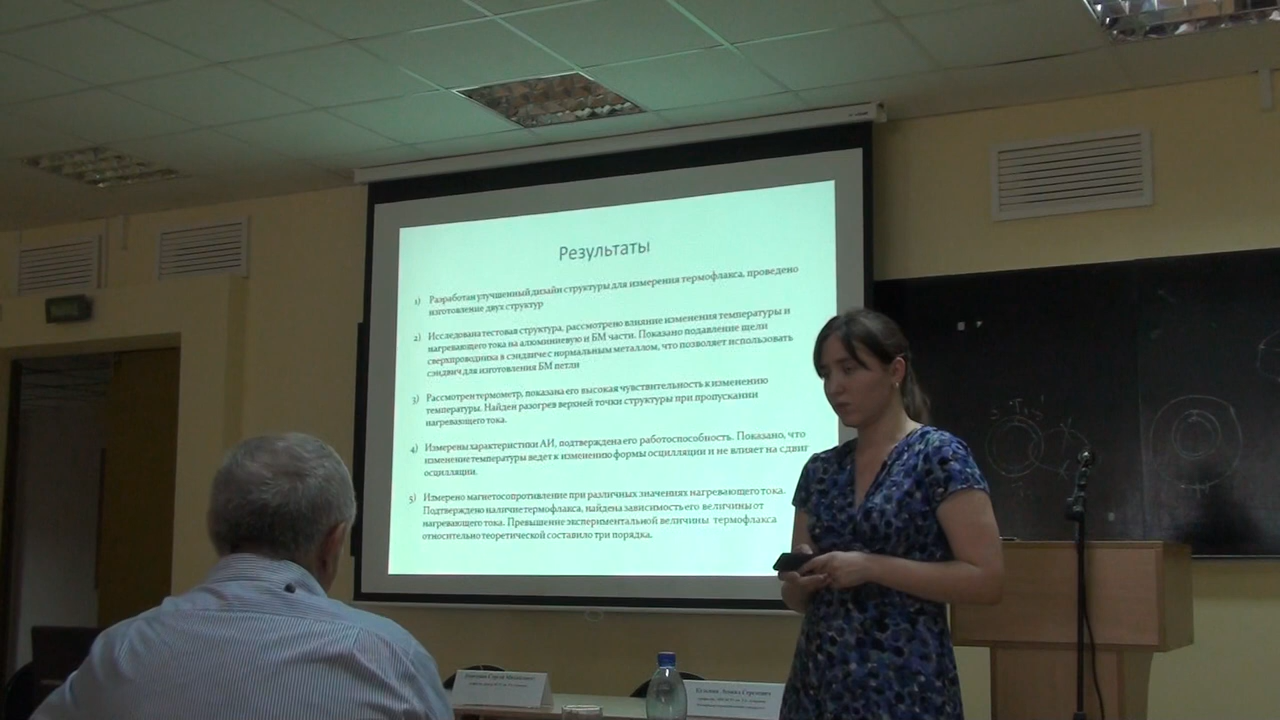 Результаты
1) Разработан улучшенный дизайн структуры для измерения термофлакса, проведено
изготовление двух структур
2) Исследована тестовая структура, рассмотрено влияние изменения температуры и
нагревающего тока на алюминиевую и БМ части. Показано подавление щели
сверхпроводника в сэндвиче с нормальным металлом, что позволяет использовать
сэндвич для изготовления БМ петли
3) Рассмотрен термометр, показана его высокая чувствительность к изменению
температуры. Найден разогрев верхней точки структуры при пропускании
нагревающего тока.
4) Измерены характеристики АИ, подтверждена его работоспособность. Показано, что
изменение температуры ведет к изменению формы осцилляции и не влияет на сдвиг
осцилляции.
5) Измерено магнетосопротивление при различных значениях нагревающего тока.
Подтверждено наличие термофлакса, найдена зависимость его величины от
нагревающего тока. Превышение экспериментальной величины термофлакса
относительно теоретической составило три порядка.